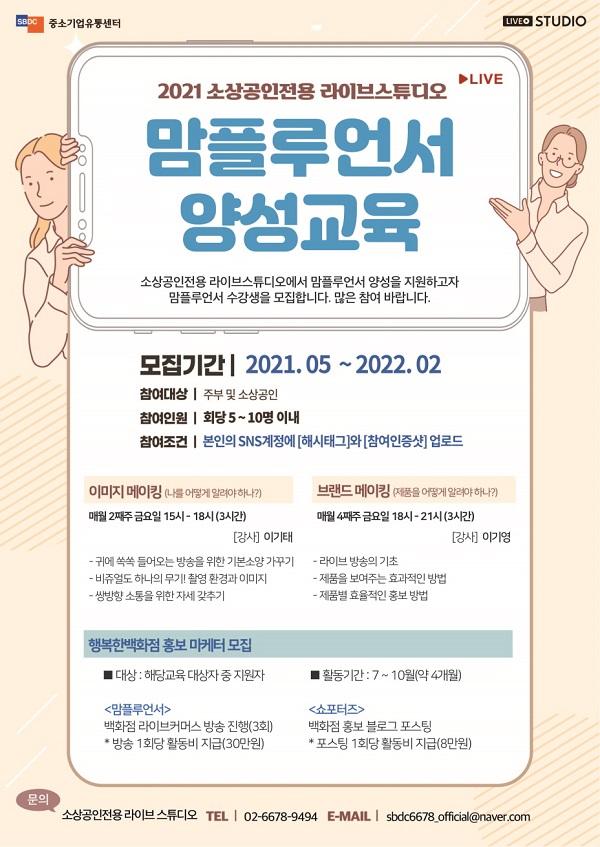 SBDC 중소기업유통센터
LIVE STUDIO
LIVE
2021 소상공인전용 라이브스튜디오
맘플루언서
양성교육
소상공인전용 라이브스튜디오에서 맘플루언서 양성을 지원하고자
맘플루언서 수강생을 모집합니다. 많은 참여 바랍니다.
모집기간 | 2021. 05 ~ 2022. 02
참여대상 | 주부 및 소상공인
참여인원 | 회당 5 ~ 10명 이내
참여조건 | 본인의 SNS계정에 [해시태그]와 [참여인증샷] 업로드
이미지 메이킹 (나를 어떻게 알려야 하나?)
매월 2째주 금요일 15시 - 18시 (3시간)
[강사] 이기태
- 귀에 쏙쏙 들어오는 방송을 위한 기본소양 가꾸기
- 비쥬얼도 하나의 무기! 촬영 환경과 이미지
- 쌍방향 소통을 위한 자세 갖추기
브랜드 메이킹 (제품을 어떻게 알려야 하나?)
매월 4째주 금요일 18시 - 21시 (3시간)
[강사] 이기영
- 라이브 방송의 기초
- 제품을 보여주는 효과적인 방법
- 제품별 효율적인 홍보 방법
행복한백화점 홍보 마케터 모집
■ 대상 : 해당교육 대상자 중 지원자
■ 활동기간 : 7 ~ 10월(약 4개월)
<맘플루언서>
백화점 라이브커머스 방송 진행(3회)
* 방송 1회당 활동비 지급(30만원)
<쇼포터즈>
백화점 홍보 블로그 포스팅
* 포스팅 1회당 활동비 지급(8만원)
문의
소상공인전용 라이브 스튜디오 TEL | 02-6678-9494 E-MAIL | sbdc6678_official@naver.com